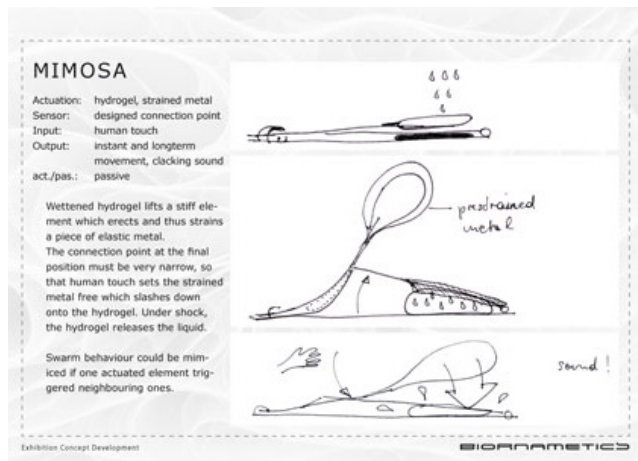 MIMOSA
Actuation: hydrogel, strained metal
Sensor: designed connection point
Input: human touch
Output: instant and longterm
movement, clacking sound
act./pas.: passive
Wettened hydrogel lifts a stiff ele-
ment which erects and thus strains
a piece of elastic metal.
The connection point at the final
position must be very narrow, so
that human touch sets the strained
metal free which slashes down
onto the hydrogel. Under shock,
the hydrogel releases the liquid.
Swarm behaviour could be mim-
iced if one actuated element trig-
gered neighbouring ones.
prestrained
metal
sound!
Exhibition Concept Development
BIORNAMETICS